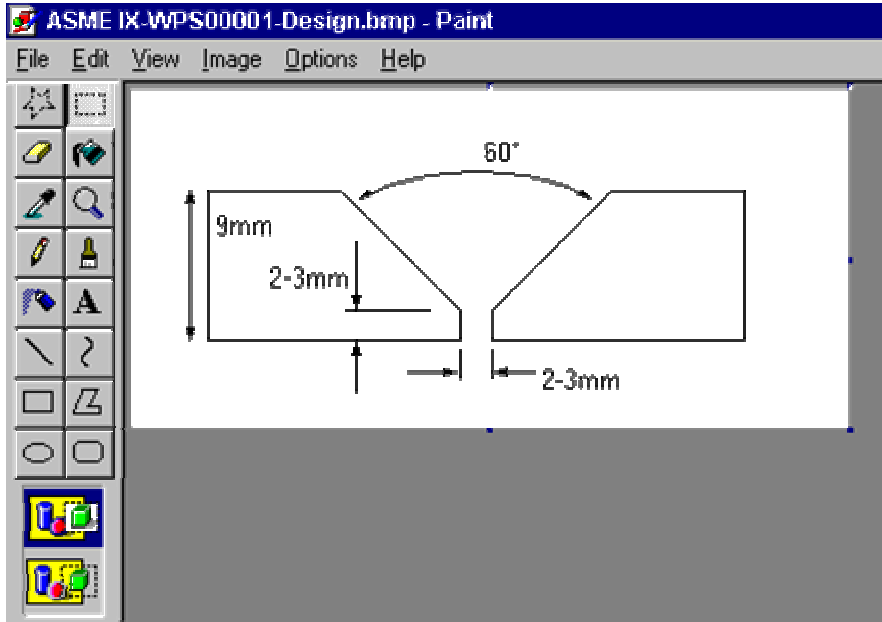 ASME IX-WPS00001-Design.bmp - Paint
File Edit View Image Options Help
60°
9mm
2-3mm
2-3mm
A